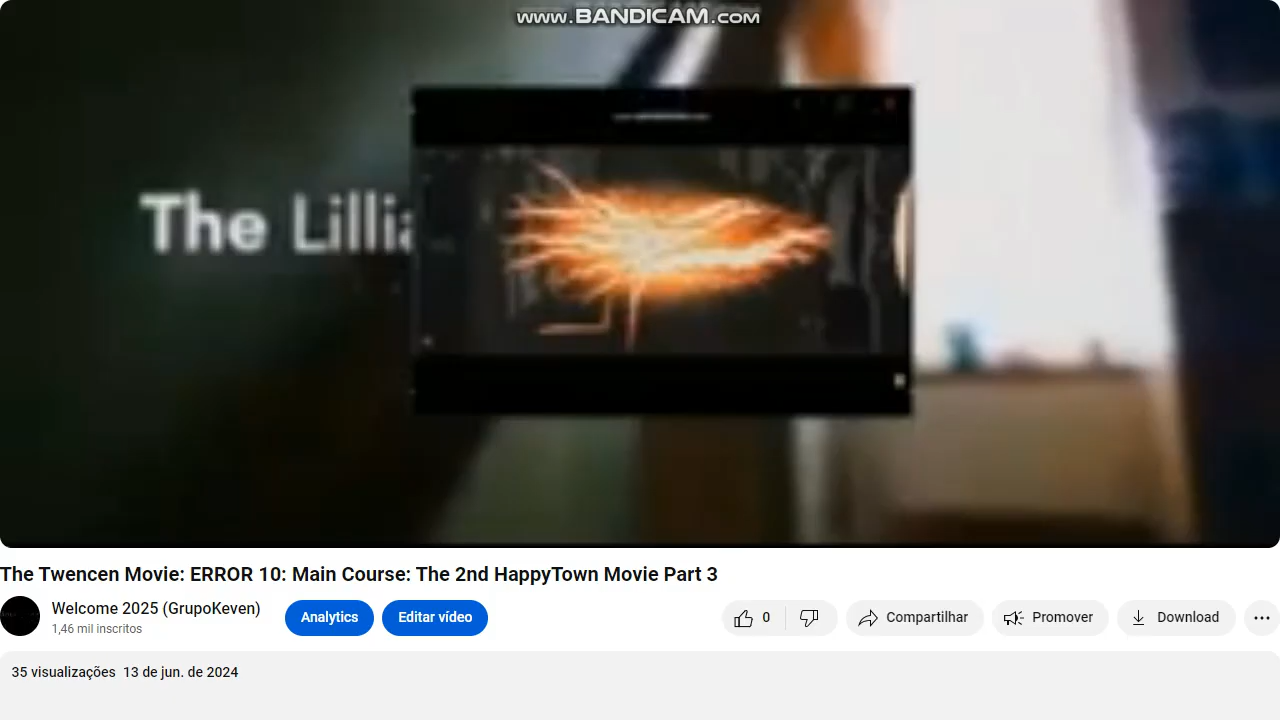 www.BANDICAM.com
The Lillia
The Twencen Movie: ERROR 10: Main Course: The 2nd HappyTown Movie Part 3
Welcome 2025 (GrupoKeven)
1,46 mil inscritos
Analytics
Editar vídeo
0
Compartilhar
Promover
Download
35 visualizações 13 de jun. de 2024